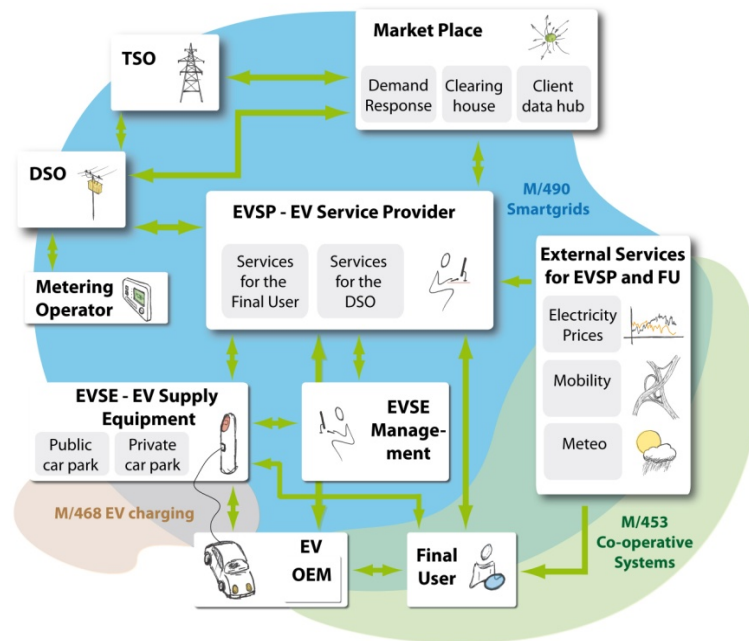 TSO
Market Place
Demand
Response
Clearing
house
Client
data hub
DSO
M/490
Smartgrids
EVSP - EV Service Provider
Services
for the
Final User
Services
for the
DSO
External Services
for EVSP and FU
Electricity
Prices
Mobility
Meteo
Metering
Operator
EVSE - EV Supply
Equipment
Public
car park
Private
car park
EVSE
Manage-
ment
M/468 EV charging
M/453
Co-operative
Systems
EV
OEM
Final
User